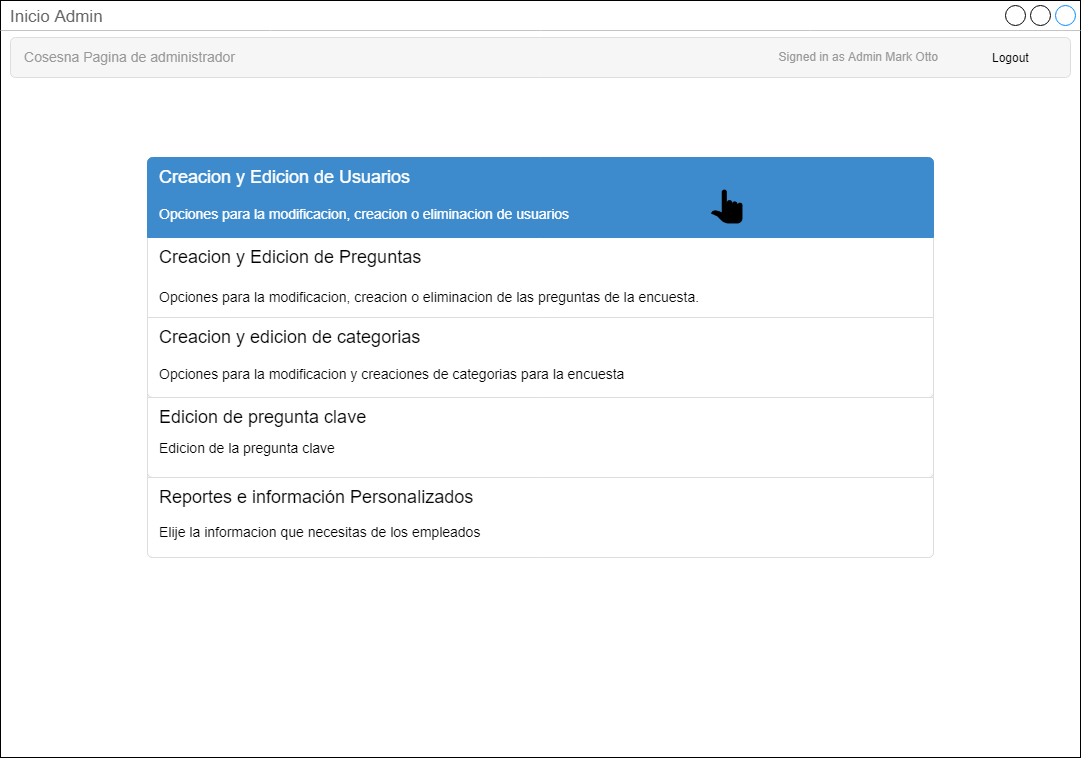 Inicio Admin
Cosesna Pagina de administrador
Signed in as Admin Mark Otto
Logout
Creacion y Edicion de Usuarios
Opciones para la modificacion, creacion o eliminacion de usuarios
Creacion y Edicion de Preguntas
Opciones para la modificacion, creacion o eliminacion de las preguntas de la encuesta.
Creacion y edicion de categorias
Opciones para la modificacion y creaciones de categorias para la encuesta
Edicion de pregunta clave
Edicion de la pregunta clave
Reportes e información Personalizados
Elije la informacion que necesitas de los empleados